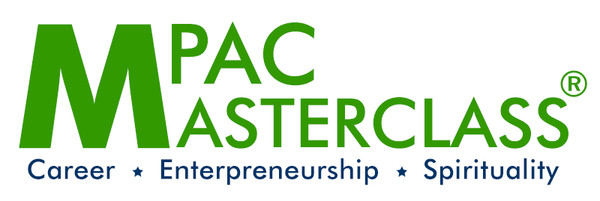 MPAC
MASTERCLASS®
Career ★ Enterpreneurship ★ Spirituality